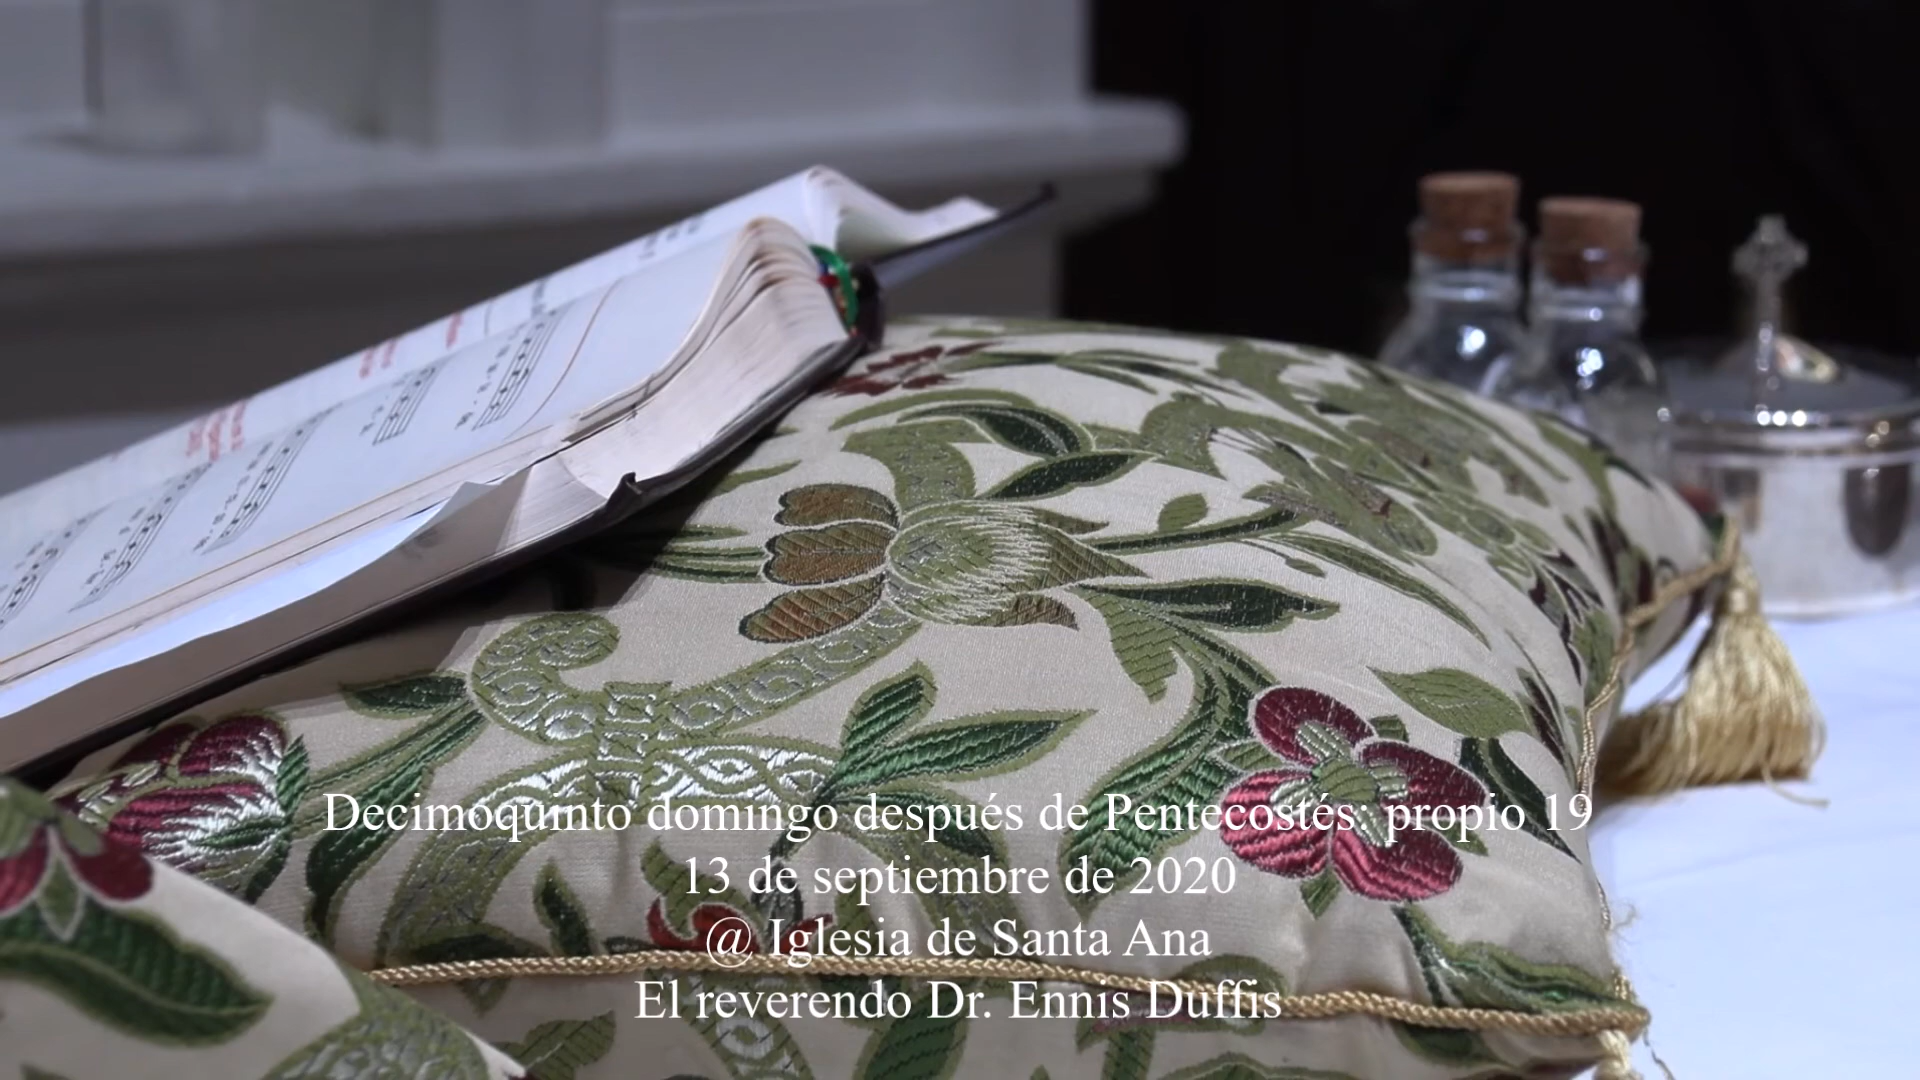 Decimoquinto domingo después de Pentecostés: propio 19
13 de septiembre de 2020
@ Iglesia de Santa Ana
El reverendo Dr. Ennis Duffis